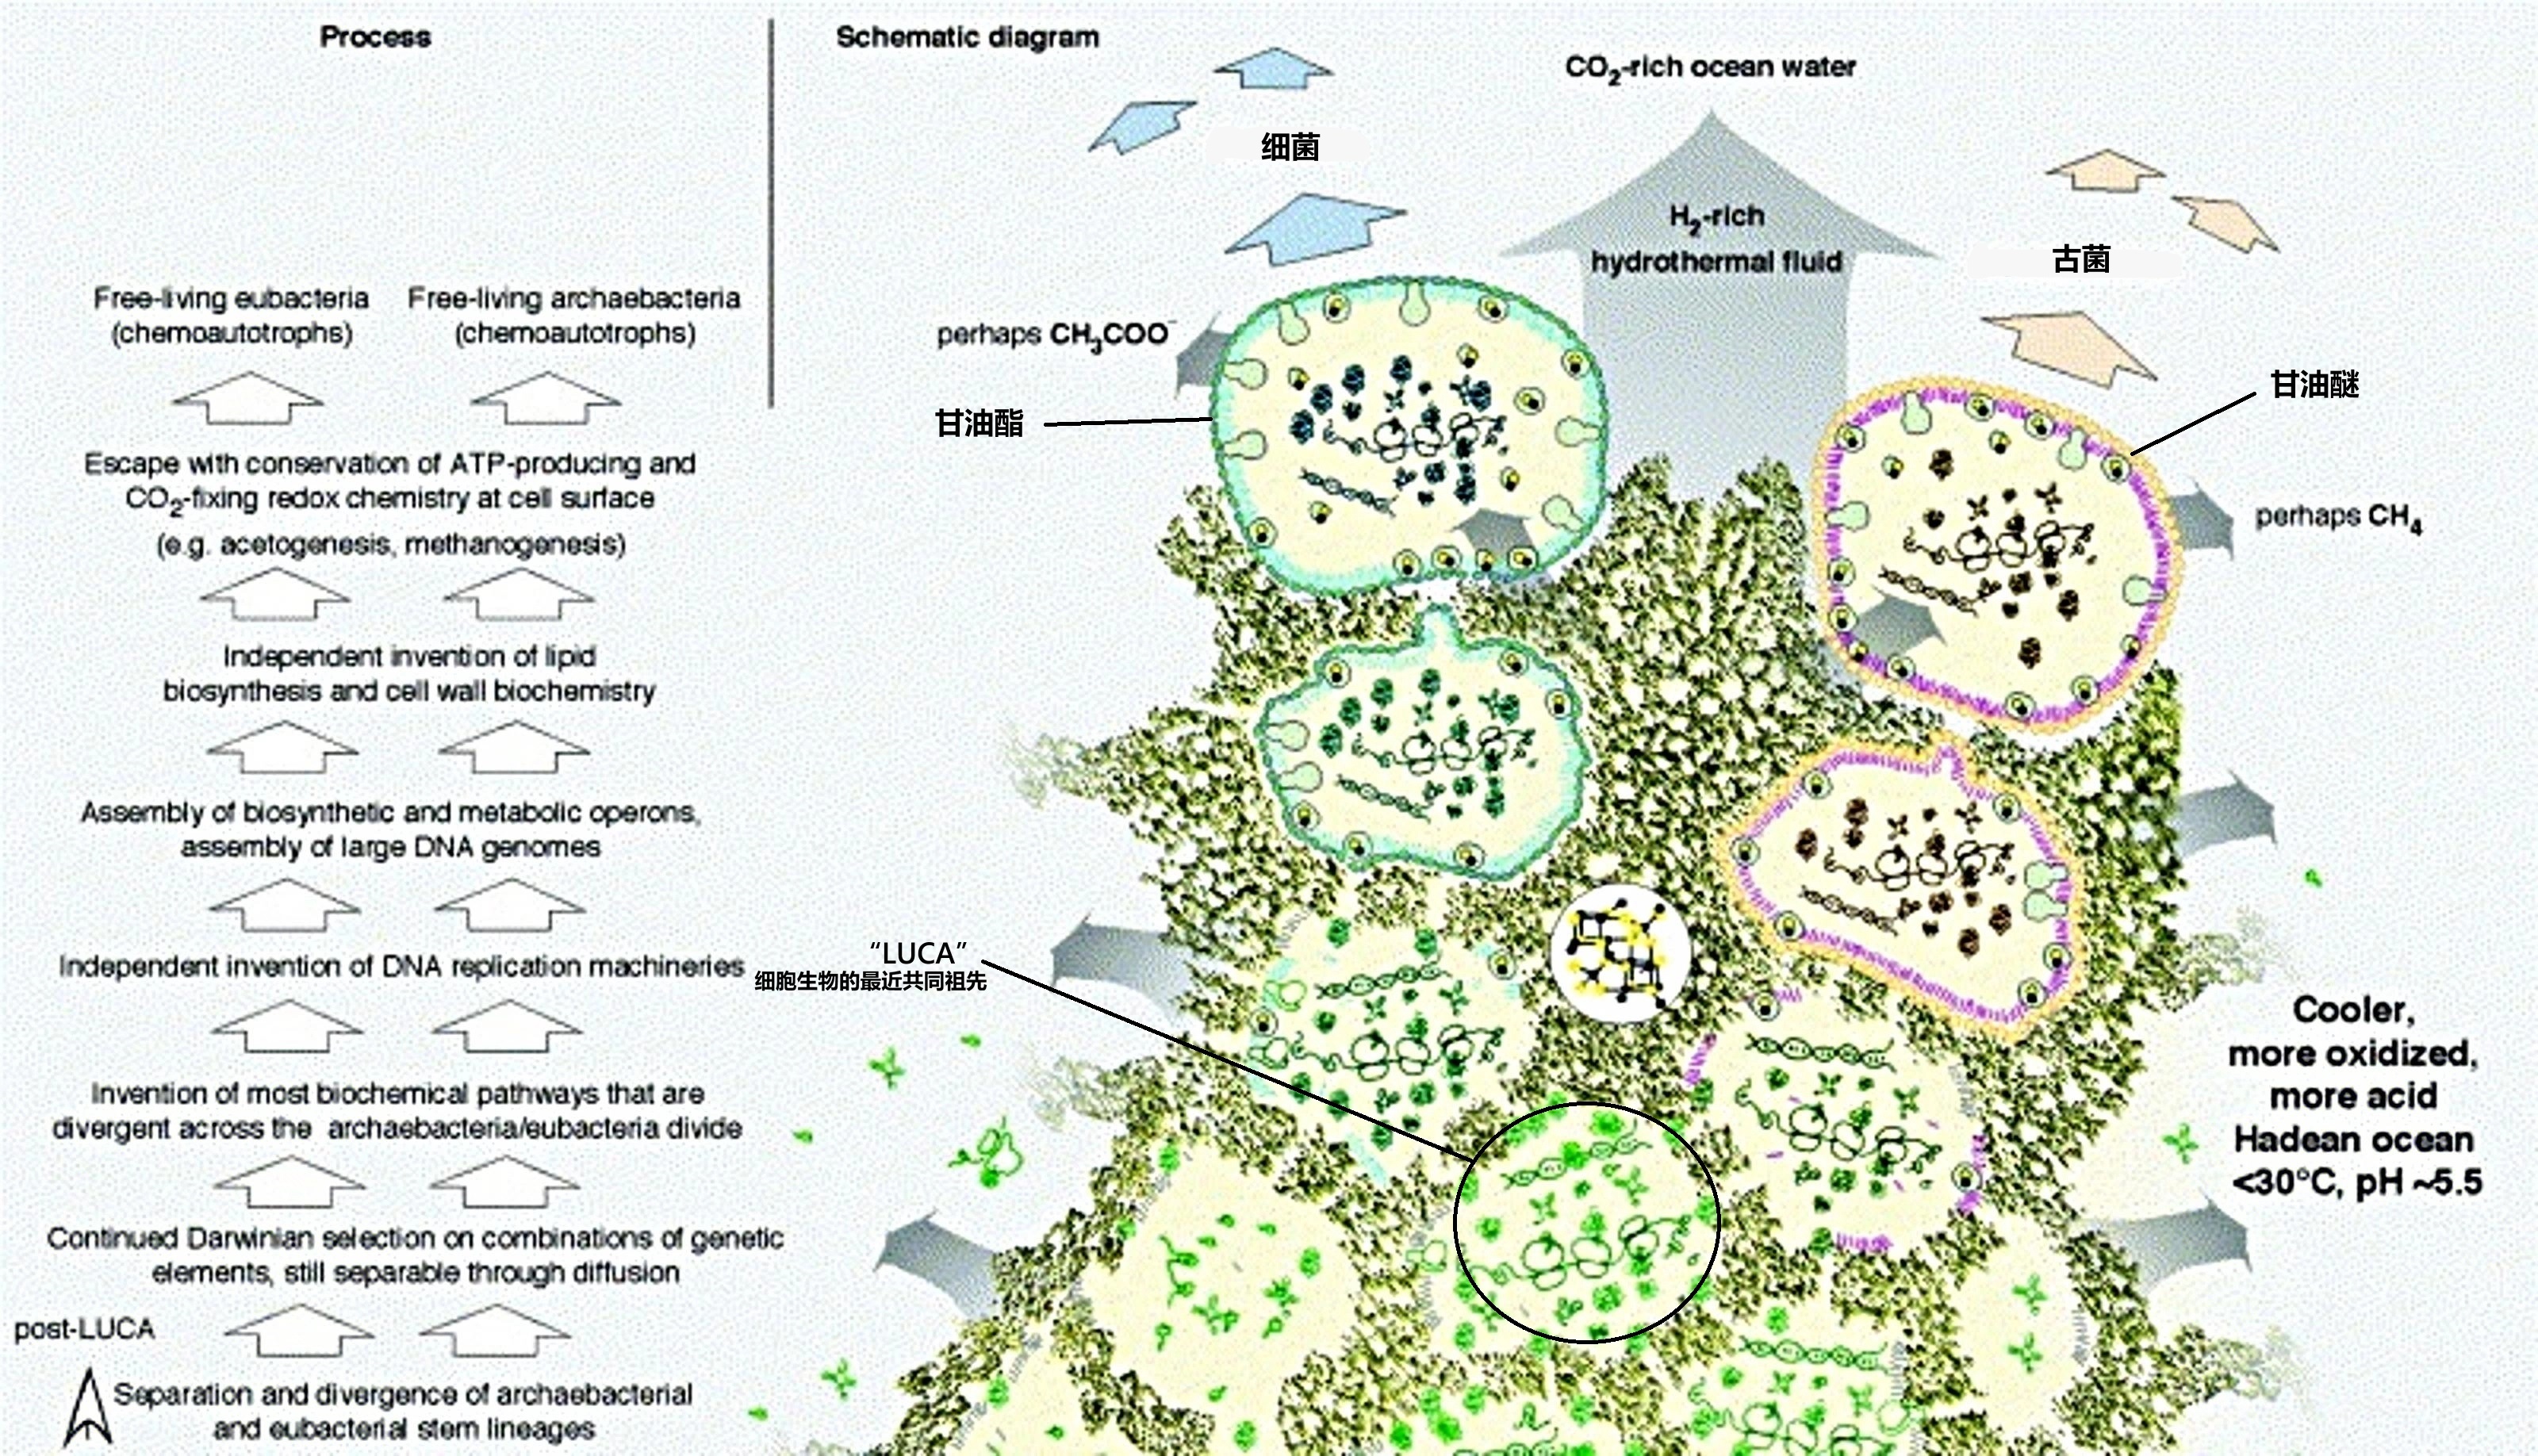 Process
Free-living eubacteria
(chemoautotrophs)
Free-living archaebacteria
(chemoautotrophs)
Escape with conservation of ATP-producing and
CO2-fixing redox chemistry at cell surface
(e.g. acetogenesis, methanogenesis)
Independent invention of lipid
biosynthesis and cell wall biochemistry
Assembly of biosynthetic and metabolic operons,
assembly of large DNA genomes
Independent invention of DNA replication machineries
Invention of most biochemical pathways that are
divergent across the archaebacteria/eubacteria divide
Continued Darwinian selection on combinations of genetic
elements, still separable through diffusion
post-LUCA
Separation and divergence of archaebacterial
and eubacterial stem lineages
Schematic diagram
CO2-rich ocean water
细菌
H2-rich
hydrothermal fluid
古菌
perhaps CH3COO⁻
甘油酯
甘油醚
perhaps CH4
“LUCA”
细胞生物的最近共同祖先
Cooler,
more oxidized,
more acid
Hadean ocean
<30°C, pH ~5.5